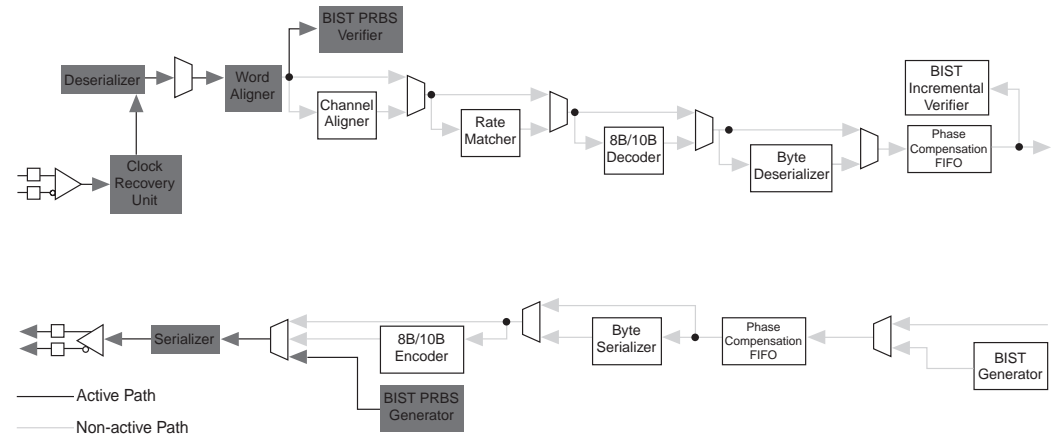 BIST PRBS
Verifier
Deserializer
Word
Aligner
Channel
Aligner
Rate
Matcher
8B/10B
Decoder
Byte
Deserializer
BIST
Incremental
Verifier
Phase
Compensation
FIFO
Clock
Recovery
Unit
Serializer
8B/10B
Encoder
BIST PRBS
Generator
Byte
Serializer
Phase
Compensation
FIFO
BIST
Generator
Active Path
Non-active Path